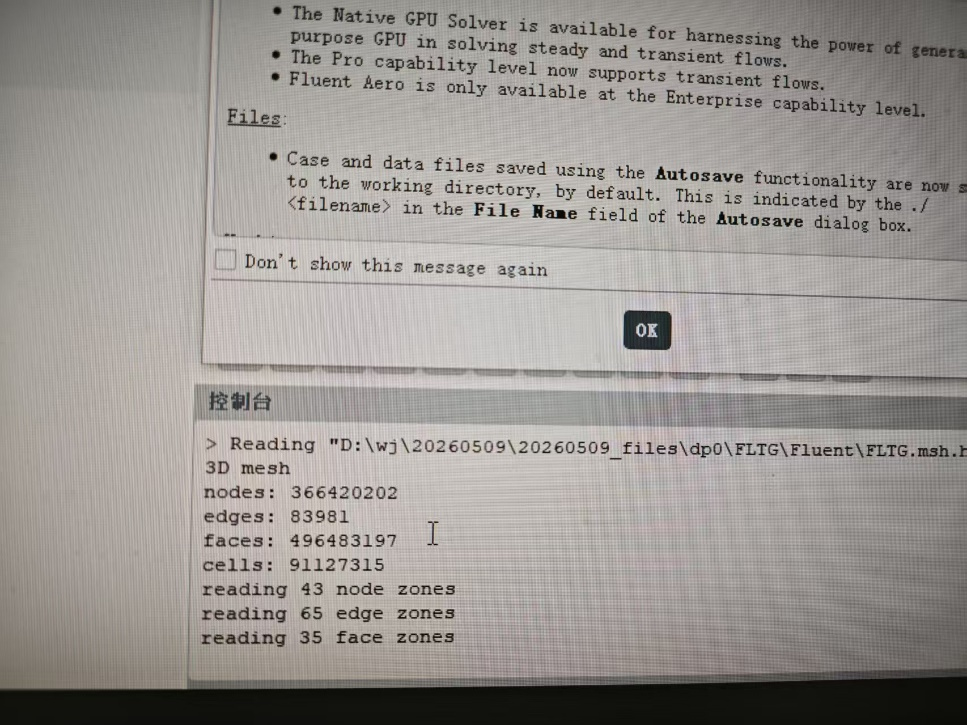 • The Native GPU Solver is available for harnessing the power of
purpose GPU in solving steady and transient flows.
• The Pro capability level now supports transient flows.
• Fluent Aero is only available at the Enterprise capability level.
Files:
• Case and data files saved using the Autosave functionality are now
to the working directory, by default. This is indicated by the ./
<filename> in the File Name field of the Autosave dialog box.
Don't show this message again
OK
控制台
> Reading "D:\wj\20260509\20260509_files\dp0\FLTG\Fluent\FLTG.msh.h
3D mesh
nodes: 366420202
edges: 83981
faces: 496483197
cells: 91127315
reading 43 node zones
reading 65 edge zones
reading 35 face zones